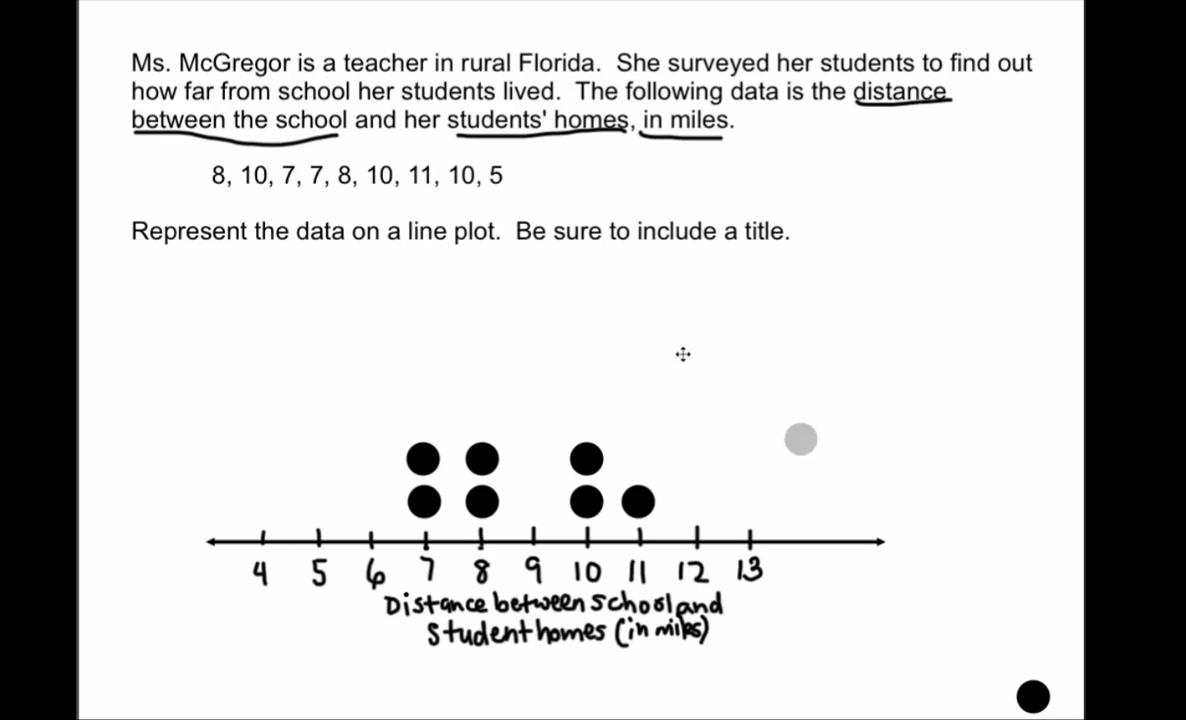 Ms. McGregor is a teacher in rural Florida. She surveyed her students to find out
how far from school her students lived. The following data is the distance
between the school and her students' homes, in miles.
8, 10, 7, 7, 8, 10, 11, 10, 5
Represent the data on a line plot. Be sure to include a title.
4 5 6 7 8 9 10 11 12 13
Distance between school and
student homes (in miles)